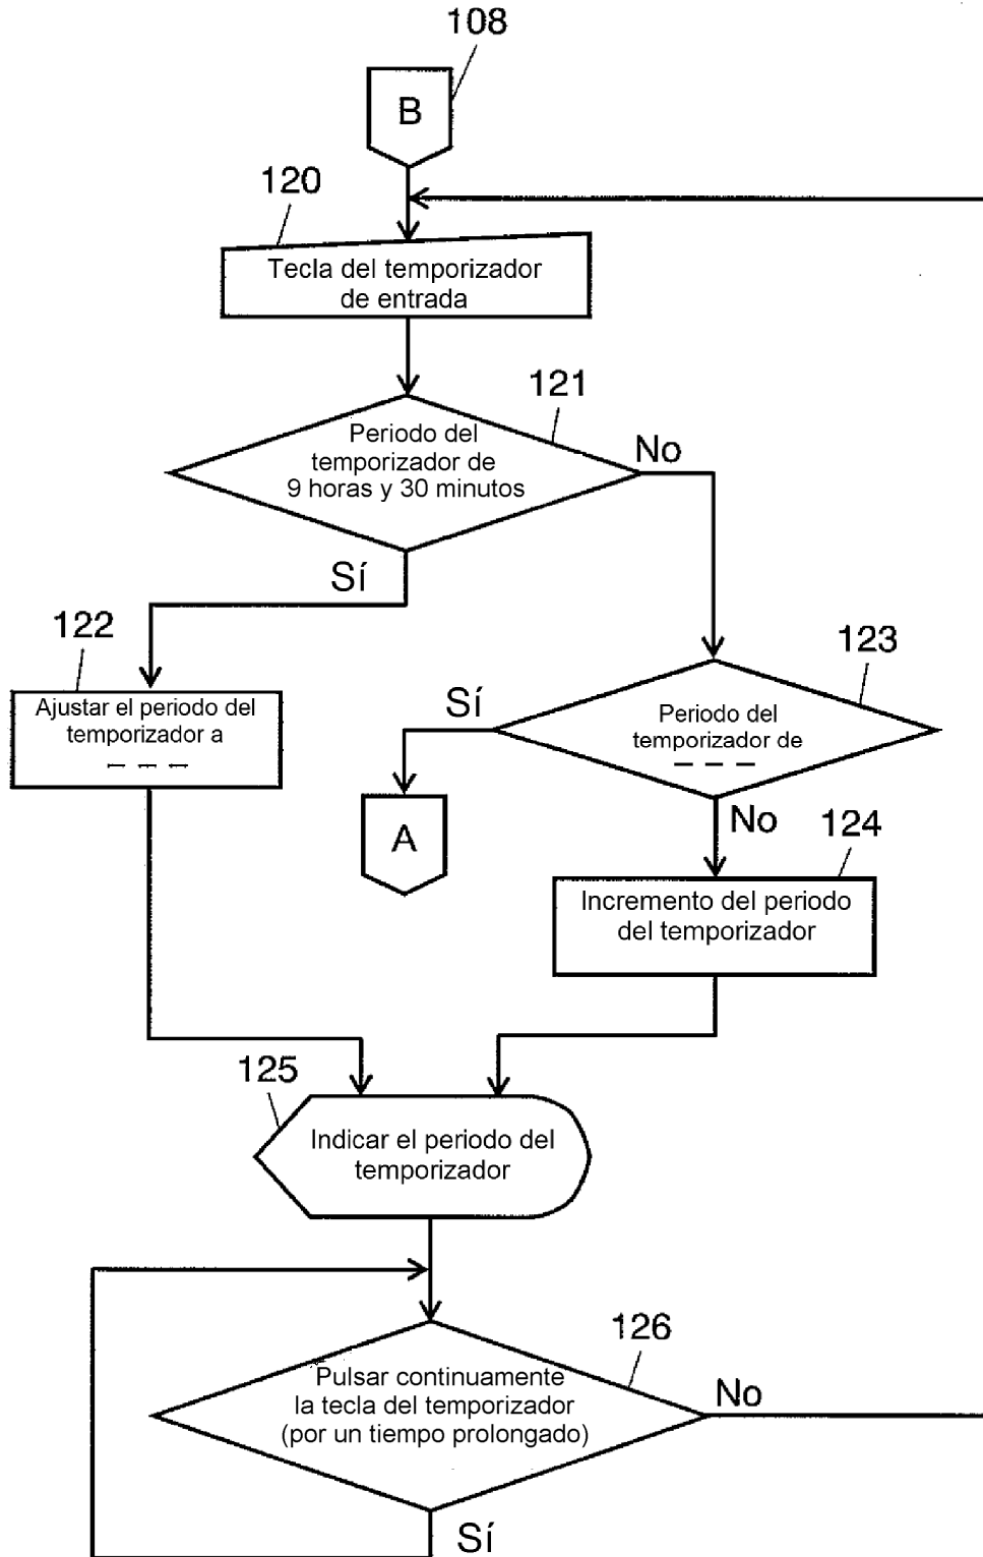 108
B
120
Tecla del temporizador
de entrada
121
Periodo del
temporizador de
9 horas y 30 minutos
No
Sí
122
Ajustar el periodo del
temporizador a
– – –
123
Sí
Periodo del
temporizador de
– – –
A
No
124
Incremento del periodo
del temporizador
125
Indicar el periodo del
temporizador
126
Pulsar continuamente
la tecla del temporizador
(por un tiempo prolongado)
No
Sí